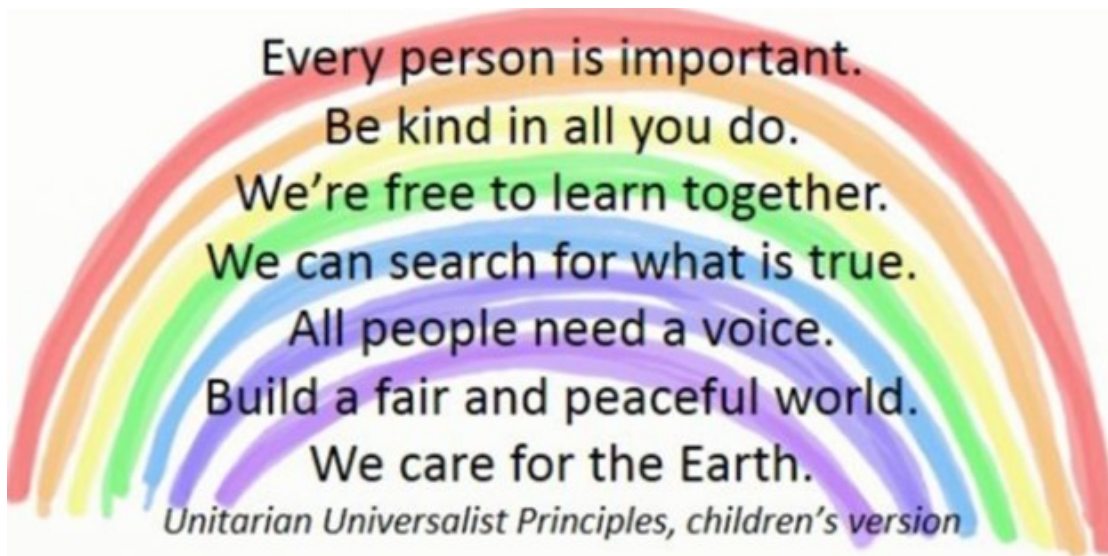 Every person is important.
Be kind in all you do.
We're free to learn together.
We can search for what is true.
All people need a voice.
Build a fair and peaceful world.
We care for the Earth.
Unitarian Universalist Principles, children's version